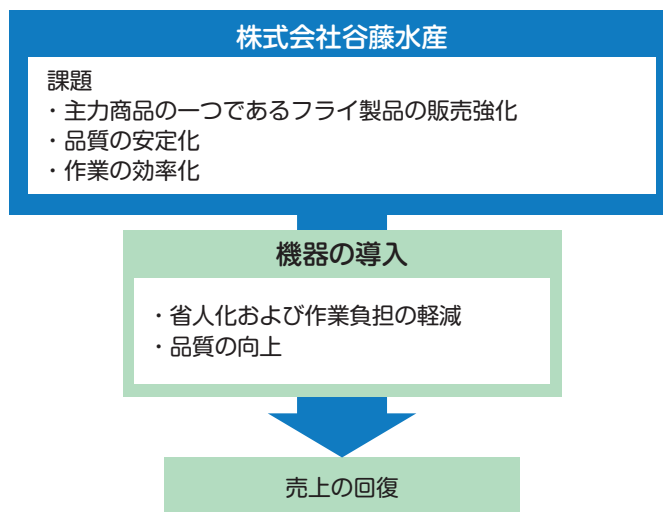 株式会社谷藤水産
課題
・主力商品の一つであるフライ製品の販売強化
・品質の安定化
・作業の効率化
機器の導入
・省人化および作業負担の軽減
・品質の向上
売上の回復